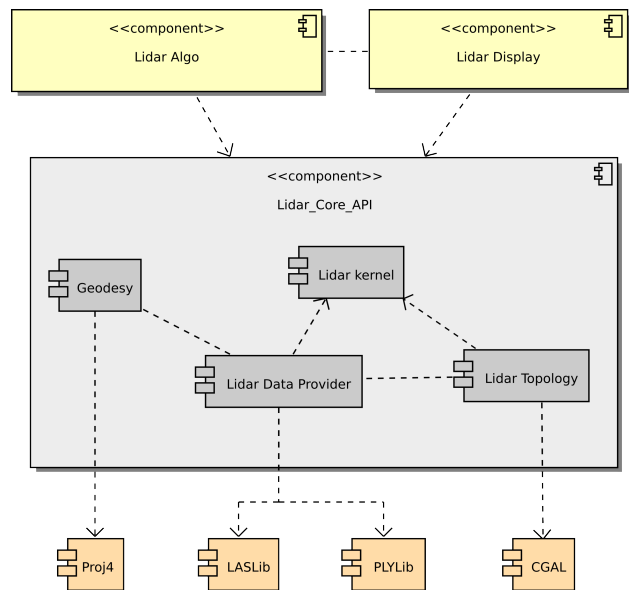 <<component>>
Lidar Algo
<<component>>
Lidar Display
<<component>>
Lidar_Core_API
Lidar kernel
Geodesy
Lidar Data Provider
Lidar Topology
Proj4
LASLib
PLYLib
CGAL